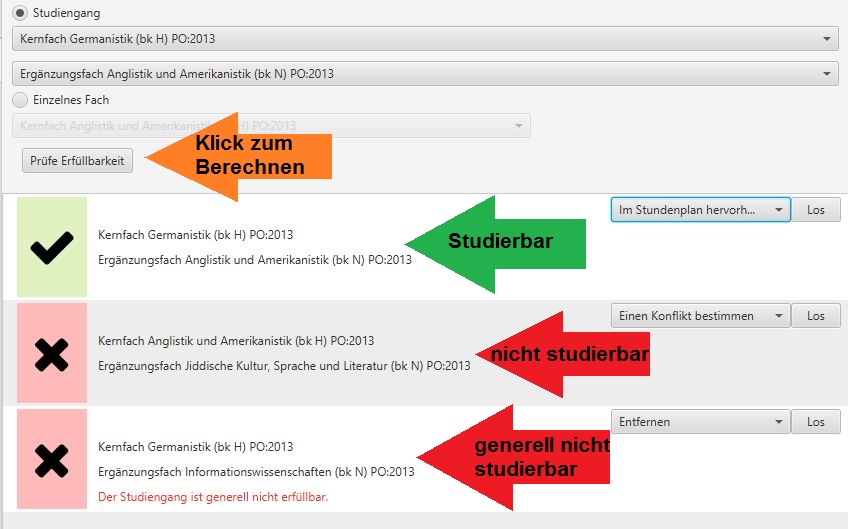 Studiengang
Kernfach Germanistik (bk H) PO:2013
Ergänzungsfach Anglistik und Amerikanistik (bk N) PO:2013
Einzelnes Fach
Kernfach Anglistik und Amerikanistik (bk H) PO:2013
Klick zum
Berechnen
Prüfe Erfüllbarkeit
Im Stundenplan hervorh...
Los
Kernfach Germanistik (bk H) PO:2013
Ergänzungsfach Anglistik und Amerikanistik (bk N) PO:2013
Studierbar
Einen Konflikt bestimmen
Los
Kernfach Anglistik und Amerikanistik (bk H) PO:2013
Ergänzungsfach Jiddische Kultur, Sprache und Literatur (bk N) PO:2013
nicht studierbar
Entfernen
Los
Kernfach Germanistik (bk H) PO:2013
Ergänzungsfach Informationswissenschaften (bk N) PO:2013
Der Studiengang ist generell nicht erfüllbar.
generell nicht
studierbar